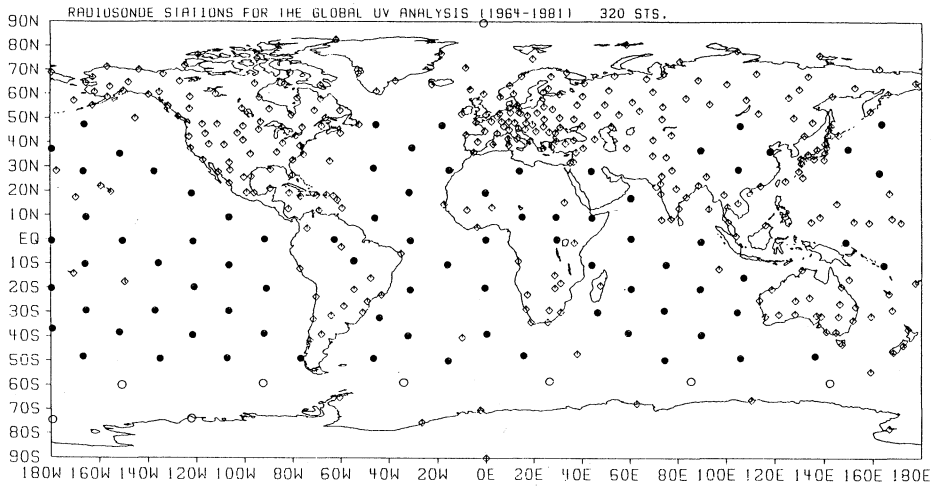 RADIOSONDE STATIONS FOR THE GLOBAL UV ANALYSIS (1964-1981) 320 STS.
90N
80N
70N
60N
50N
40N
30N
20N
10N
EQ
10S
20S
30S
40S
50S
60S
70S
80S
90S
180W 160W 140W 120W 100W 80W 60W 40W 20W 0E 20E 40E 60E 80E 100E 120E 140E 160E 180E